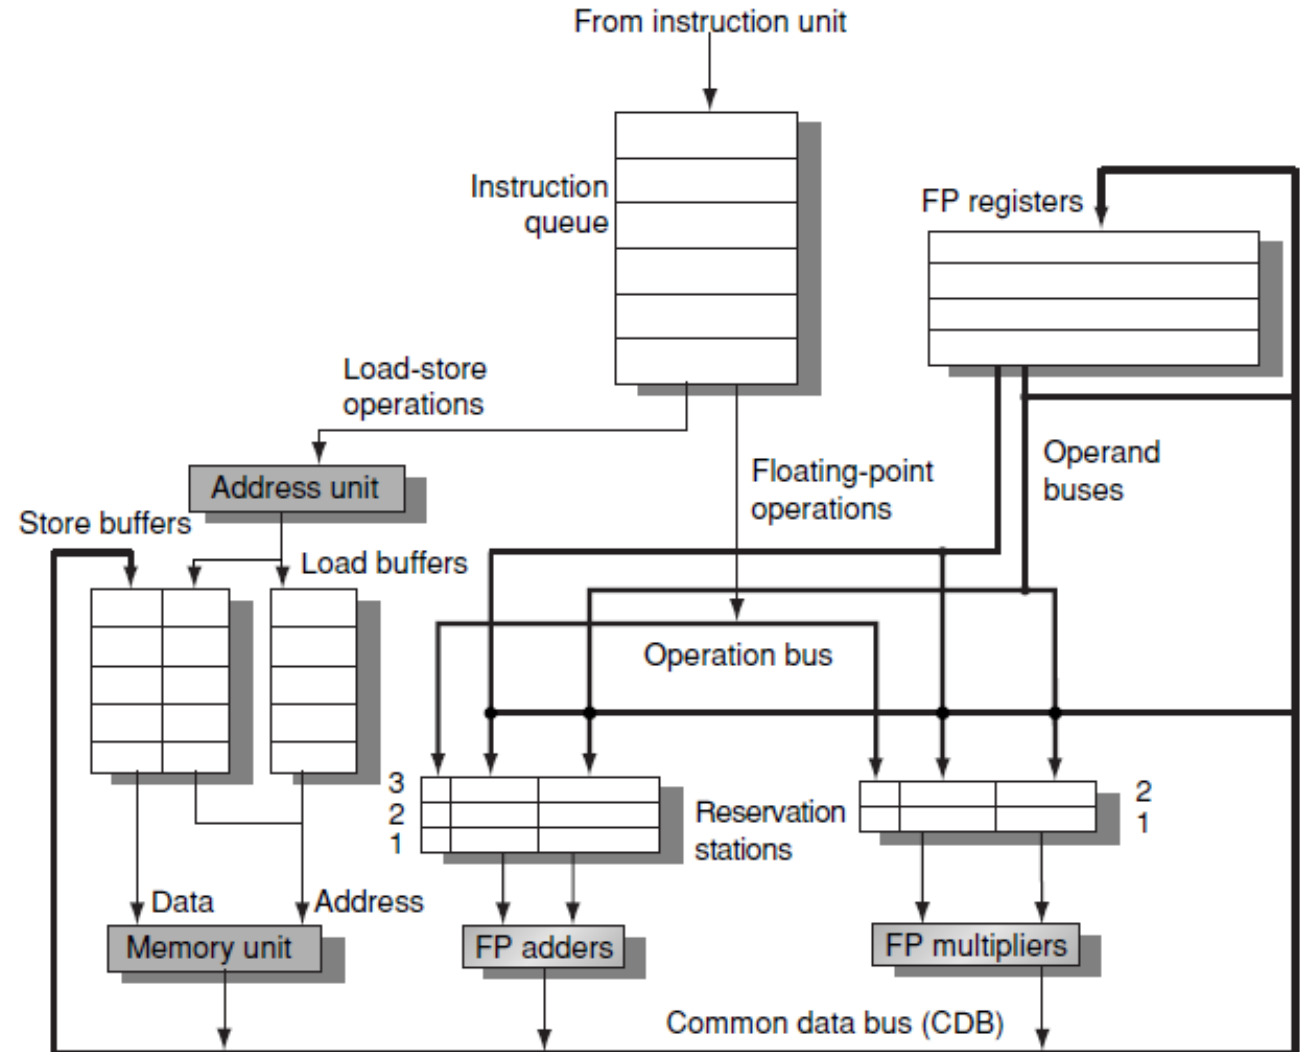 From instruction unit
Instruction
queue
FP registers
Load-store
operations
Address unit
Floating-point
operations
Operand
buses
Store buffers
Load buffers
Operation bus
3
2
1
Reservation
stations
2
1
Data
Address
Memory unit
FP adders
FP multipliers
Common data bus (CDB)